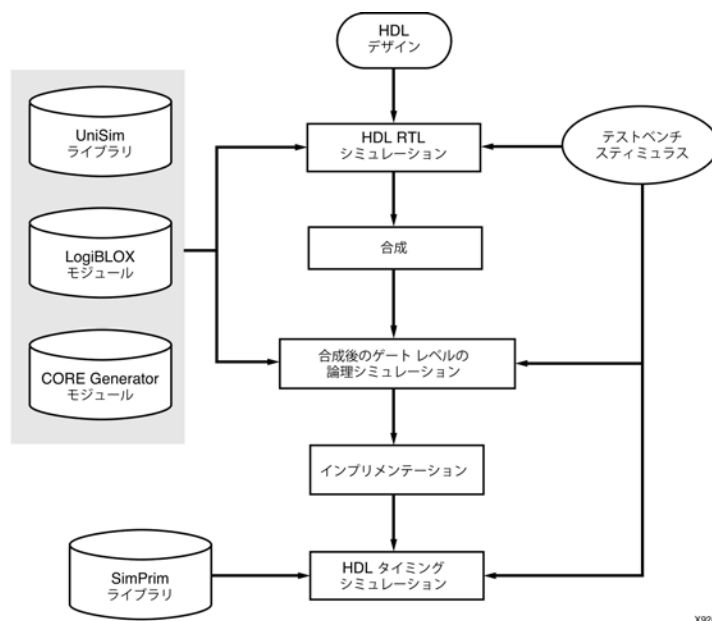 HDL
デザイン
UniSim
ライブラリ
HDL RTL
シミュレーション
テストベンチ
スティミュラス
LogiBLOX
モジュール
合成
CORE Generator
モジュール
合成後のゲート レベルの
論理シミュレーション
インプリメンテーション
SimPrim
ライブラリ
HDL タイミング
シミュレーション